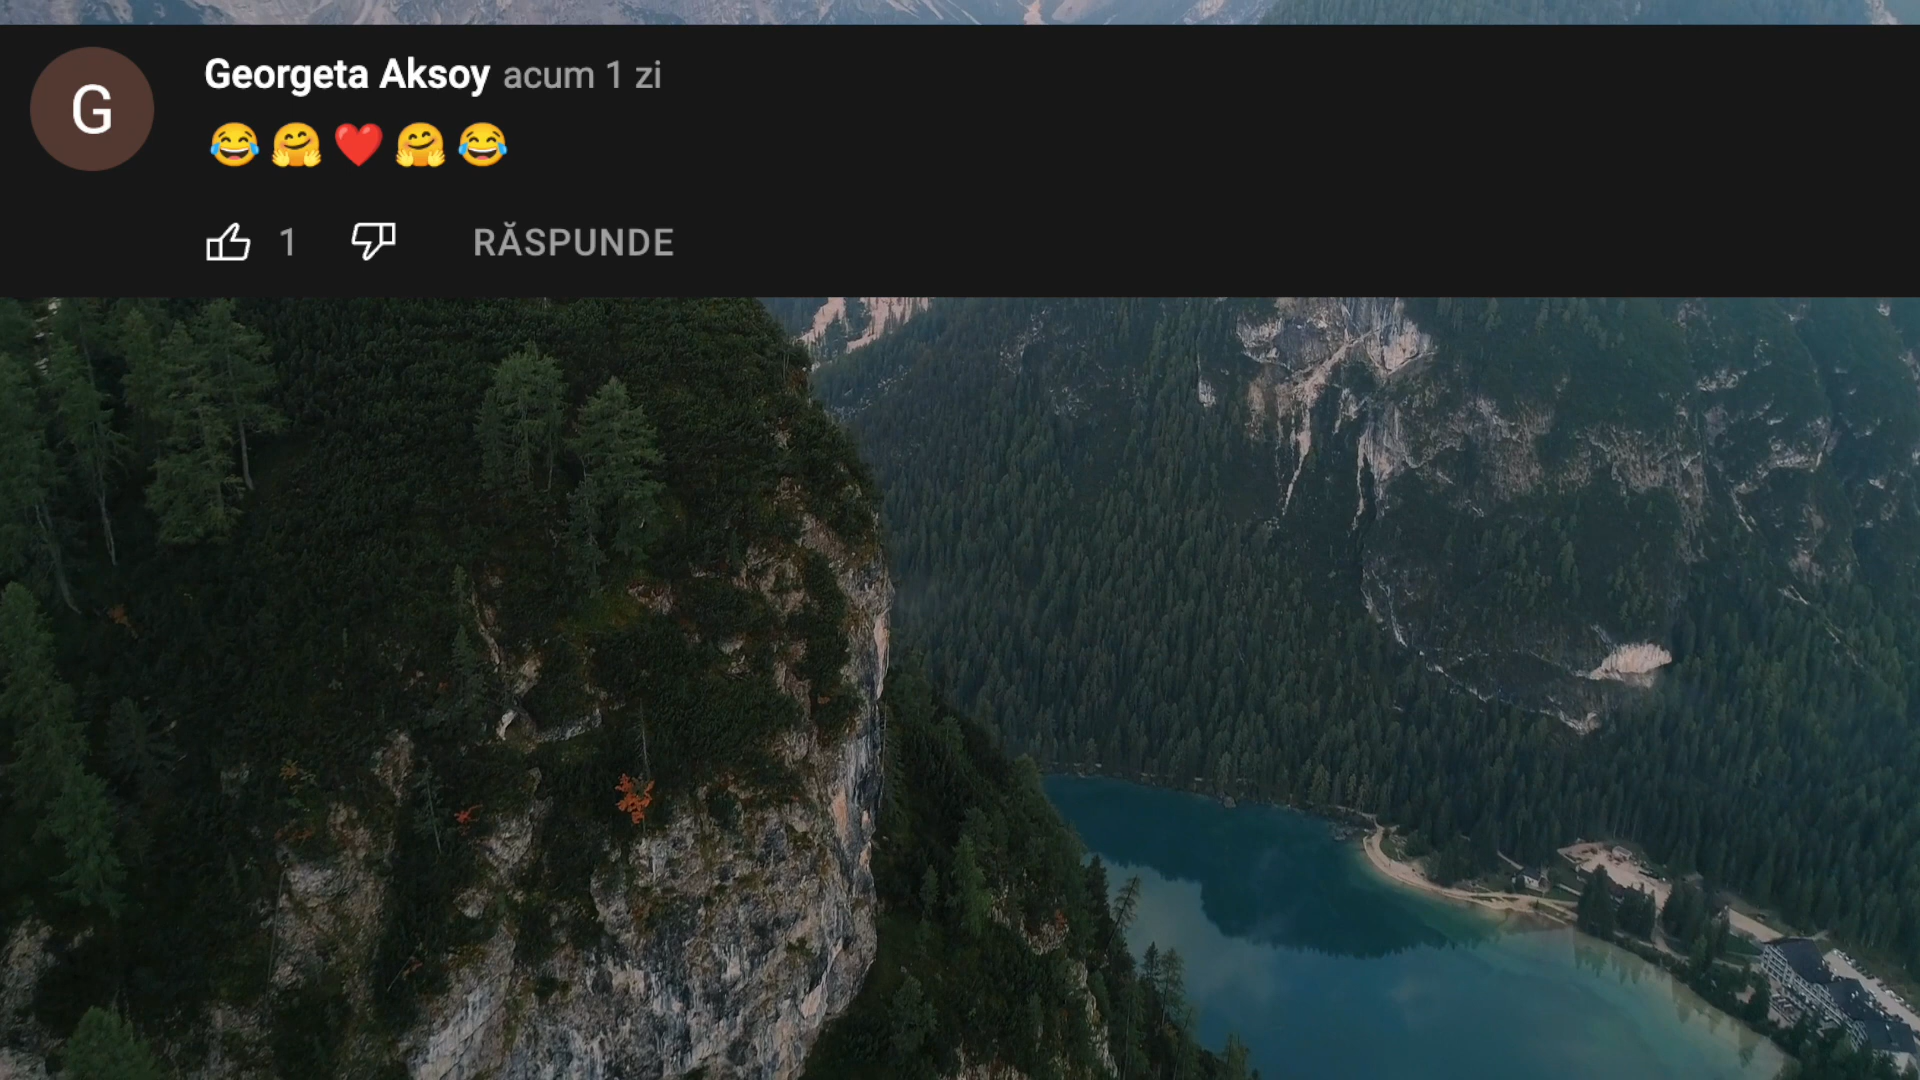 G
Georgeta Aksoy acum 1 zi
😂🤗❤️🤗😂
1 RĂSPUNDE